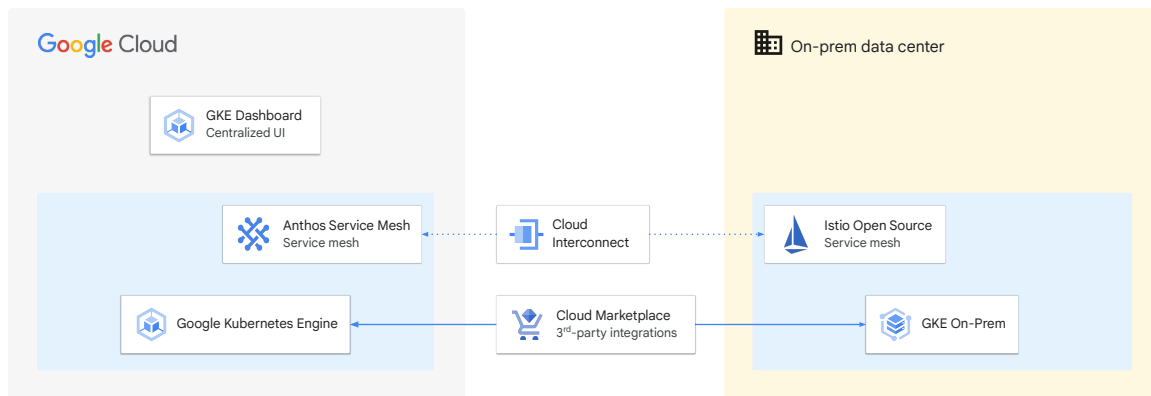 Google Cloud
On-prem data center
GKE Dashboard
Centralized UI
Anthos Service Mesh
Service mesh
Cloud
Interconnect
Istio Open Source
Service mesh
Google Kubernetes Engine
Cloud Marketplace
3rd-party integrations
GKE On-Prem